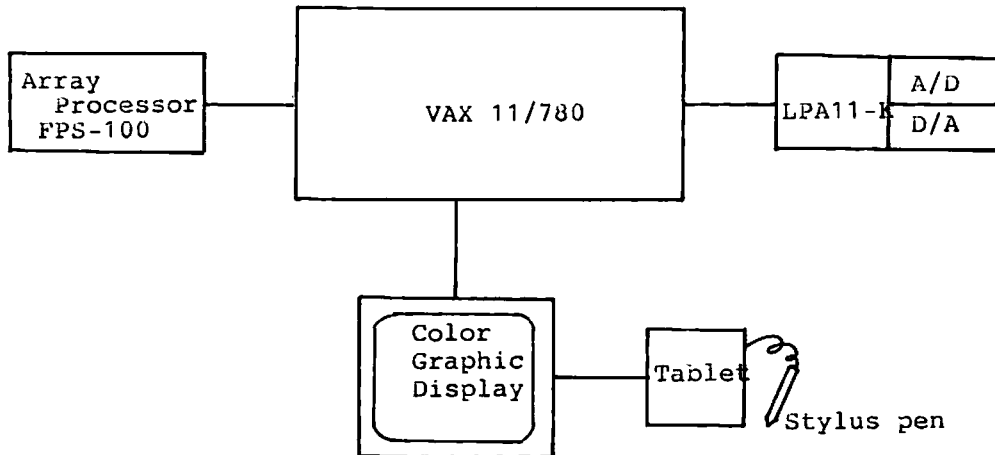 Array
Processor
FPS-100
VAX 11/780
LPA11-K
A/D
D/A
Color
Graphic
Display
Tablet
Stylus pen